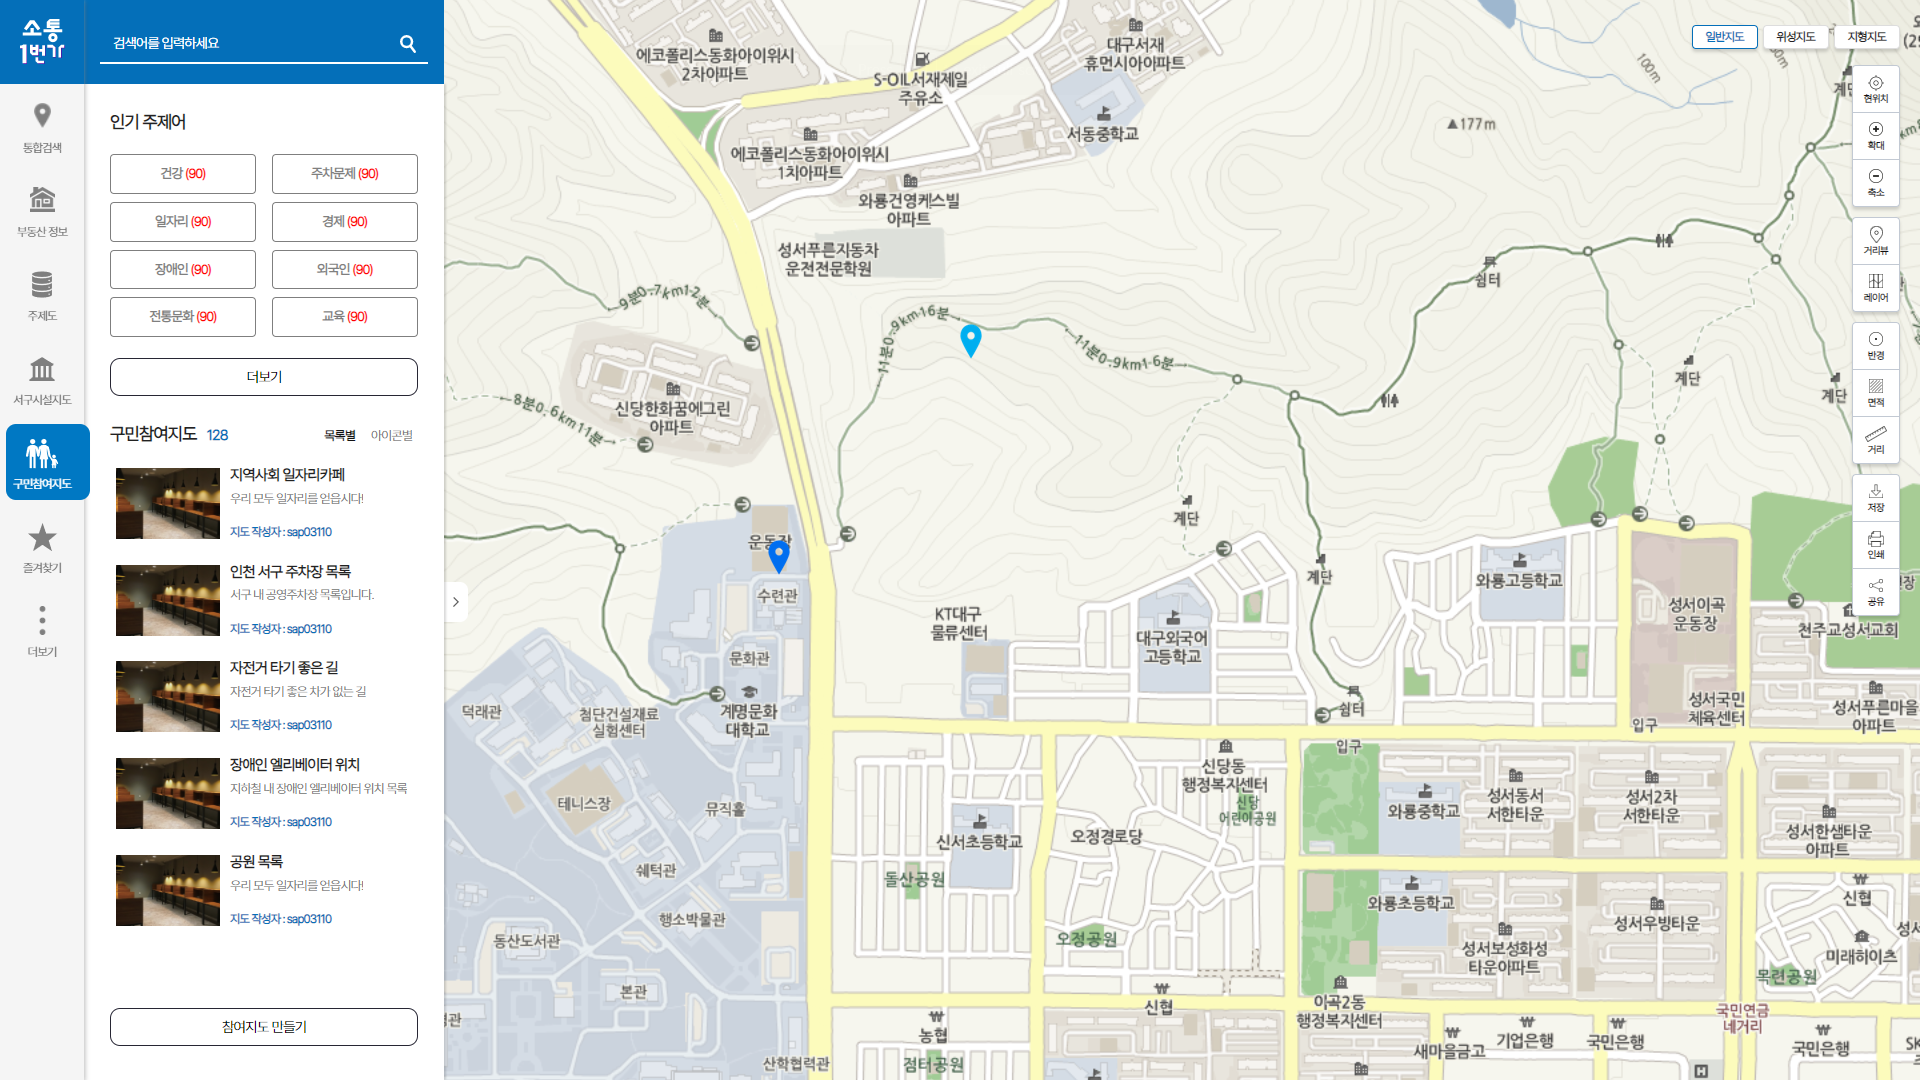 소통
1번가
검색어를 입력하세요
통합검색
부동산 정보
주제도
서구시설지도
구민참여지도
즐겨찾기
더보기
인기 주제어
건강 (90)
주차문제 (90)
일자리 (90)
경제 (90)
장애인 (90)
외국인 (90)
전통문화 (90)
교육 (90)
더보기
구민참여지도 128
목록별 아이콘별
지역사회 일자리카페
우리 모두 일자리를 얻읍시다!
지도 작성자 : sap03110
인천 서구 주차장 목록
서구 내 공영주차장 목록입니다.
지도 작성자 : sap03110
자전거 타기 좋은 길
자전거 타기 좋은 차가 없는 길
지도 작성자 : sap03110
장애인 엘리베이터 위치
지하철 내 장애인 엘리베이터 위치 목록
지도 작성자 : sap03110
공원 목록
우리 모두 일자리를 얻읍시다!
지도 작성자 : sap03110
참여지도 만들기
일반지도
위성지도
지형지도
현위치
확대
축소
거리뷰
레이어
반경
면적
거리
저장
인쇄
공유
에코폴리스동화아이위시
2차아파트
S-OIL서재제일
주유소
대구서재
휴먼시아아파트
서동중학교
에코폴리스동화아이위시
1치아파트
와룡건영케스빌
아파트
성서푸른자동차
운전전문학원
▲177m
100m
쉼터
계단
계단
9분0.7km12분
11분0.9km16분
11분0.9km16분
8분0.6km11분
신당한화꿈에그린
아파트
계단
계단
운동장
수련관
문화관
계명문화
대학교
덕래관
첨단건설재료
실험센터
테니스장
뮤직홀
쉐턱관
행소박물관
동산도서관
본관
산학협력관
KT대구
물류센터
대구외국어
고등학교
와룡고등학교
성서이곡
운동장
천주교성서교회
성서국민
체육센터
입구
성서푸른마을
아파트
쉼터
입구
신당동
행정복지센터
신당
어린이공원
신서초등학교
오정경로당
돌산공원
오정공원
와룡중학교
성서동서
서한타운
성서2차
서한타운
성서한샘타운
아파트
와룡초등학교
성서우방타운
신협
성서보성화성
타운아파트
미래하이츠
목련공원
신협
이곡2동
행정복지센터
농협
점터공원
새마을금고
기업은행
국민은행
국민연금
네거리
국민은행